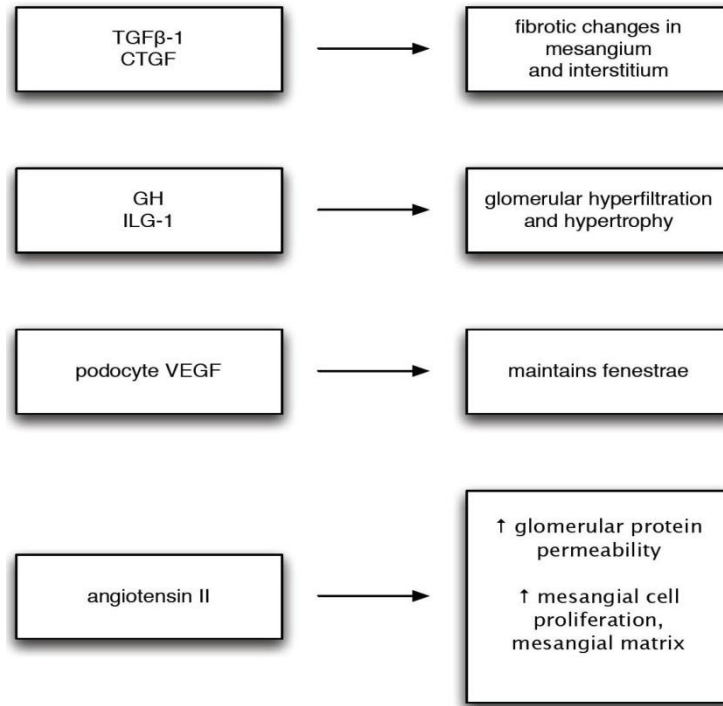 TGFβ-1
CTGF
fibrotic changes in
mesangium
and interstitium
GH
ILG-1
glomerular hyperfiltration
and hypertrophy
podocyte VEGF
maintains fenestrae
angiotensin II
↑ glomerular protein
permeability
↑ mesangial cell
proliferation,
mesangial matrix